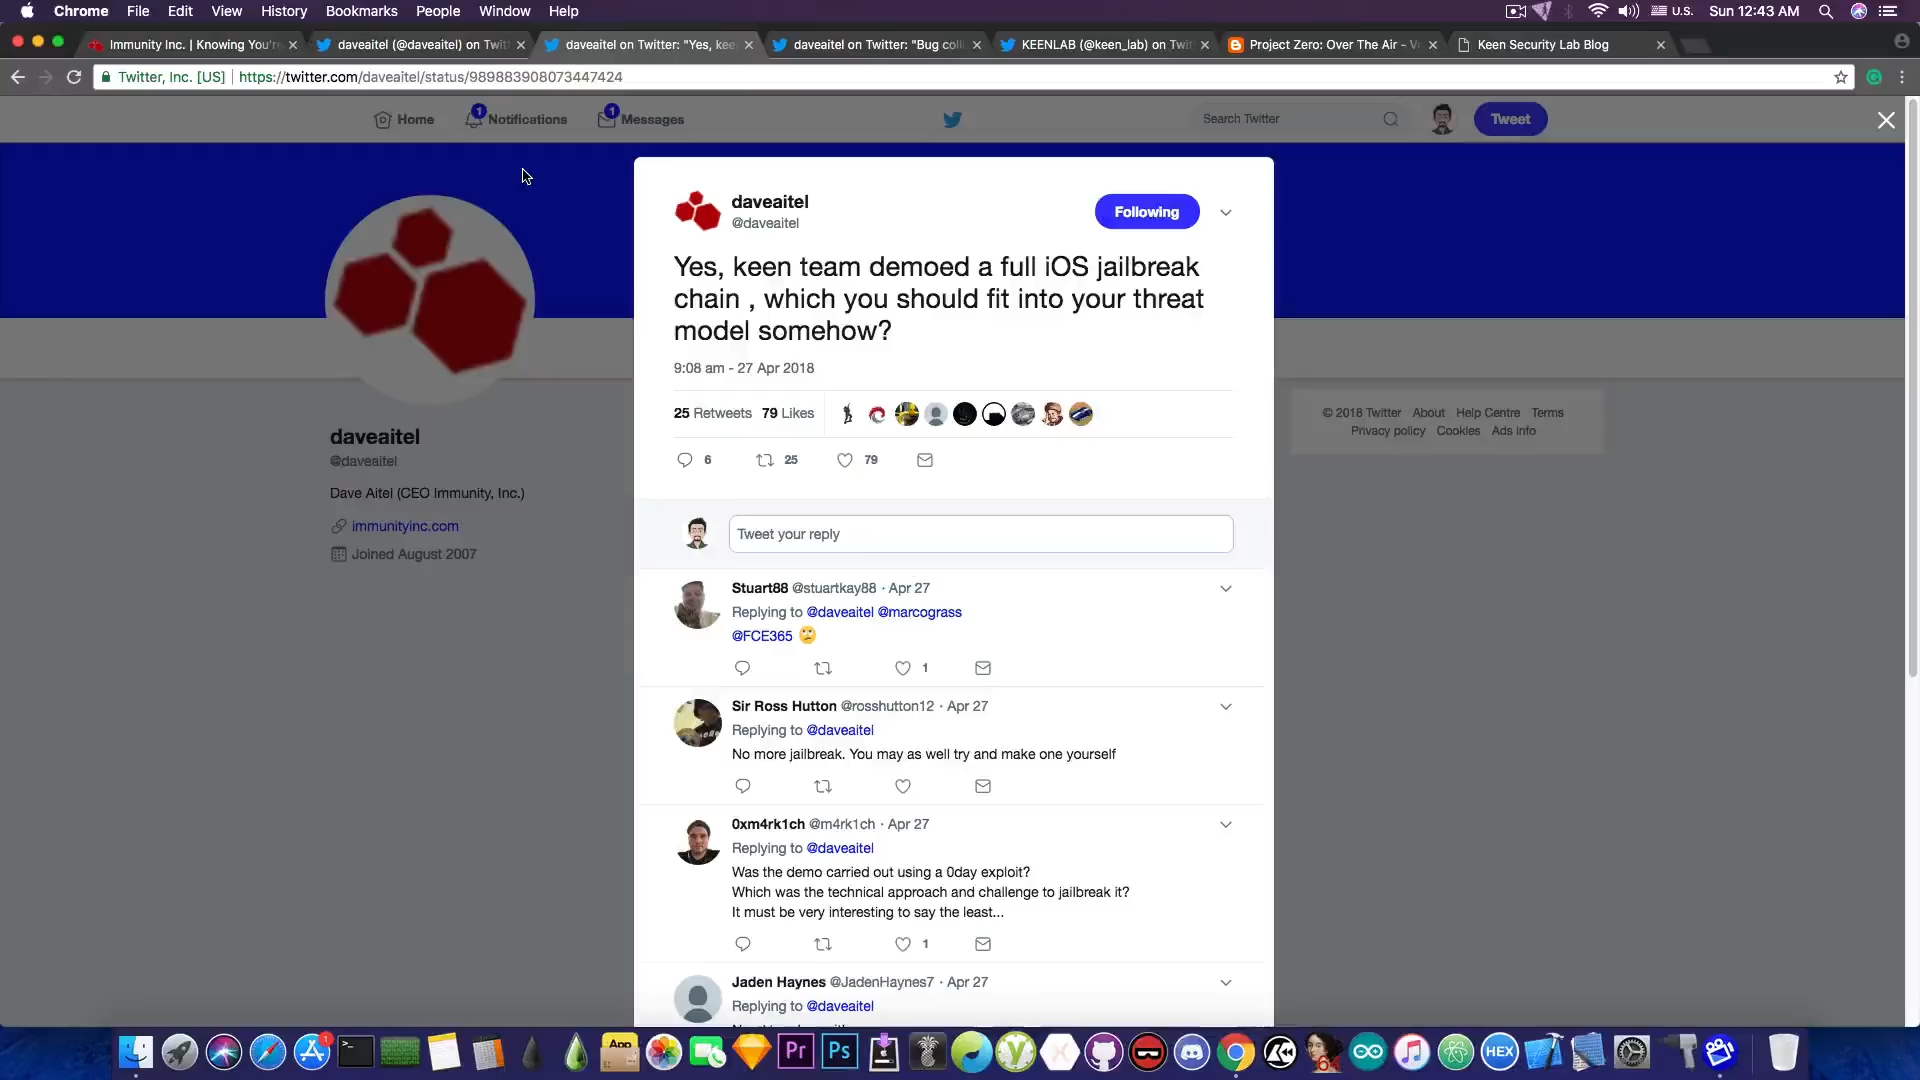 Chrome File Edit View History Bookmarks People Window Help
U.S. Sun 12:43 AM
Immunity Inc. | Knowing You're
daveaitel (@daveaitel) on Twit
daveaitel on Twitter: "Yes, kee
daveaitel on Twitter: "Bug coll
KEENLAB (@keen_lab) on Twit
Project Zero: Over The Air - V
Keen Security Lab Blog
Twitter, Inc. [US] https://twitter.com/daveaitel/status/989883908073447424
Home
1
Notifications
1
Messages
Search Twitter
Tweet
daveaitel
@daveaitel
Following
Yes, keen team demoed a full iOS jailbreak
chain , which you should fit into your threat
model somehow?
9:08 am - 27 Apr 2018
25 Retweets 79 Likes
6 25 79
daveaitel
@daveaitel
Dave Aitel (CEO Immunity, Inc.)
immunityinc.com
Joined August 2007
© 2018 Twitter About Help Centre Terms
Privacy policy Cookies Ads info
Tweet your reply
Stuart88 @stuartkay88 · Apr 27
Replying to @daveaitel @marcograss
@FCE365
1
Sir Ross Hutton @rosshutton12 · Apr 27
Replying to @daveaitel
No more jailbreak. You may as well try and make one yourself
0xm4rk1ch @m4rk1ch · Apr 27
Replying to @daveaitel
Was the demo carried out using a 0day exploit?
Which was the technical approach and challenge to jailbreak it?
It must be very interesting to say the least...
1
Jaden Haynes @JadenHaynes7 · Apr 27
Replying to @daveaitel
1
App
Pr
Ps
64
HEX